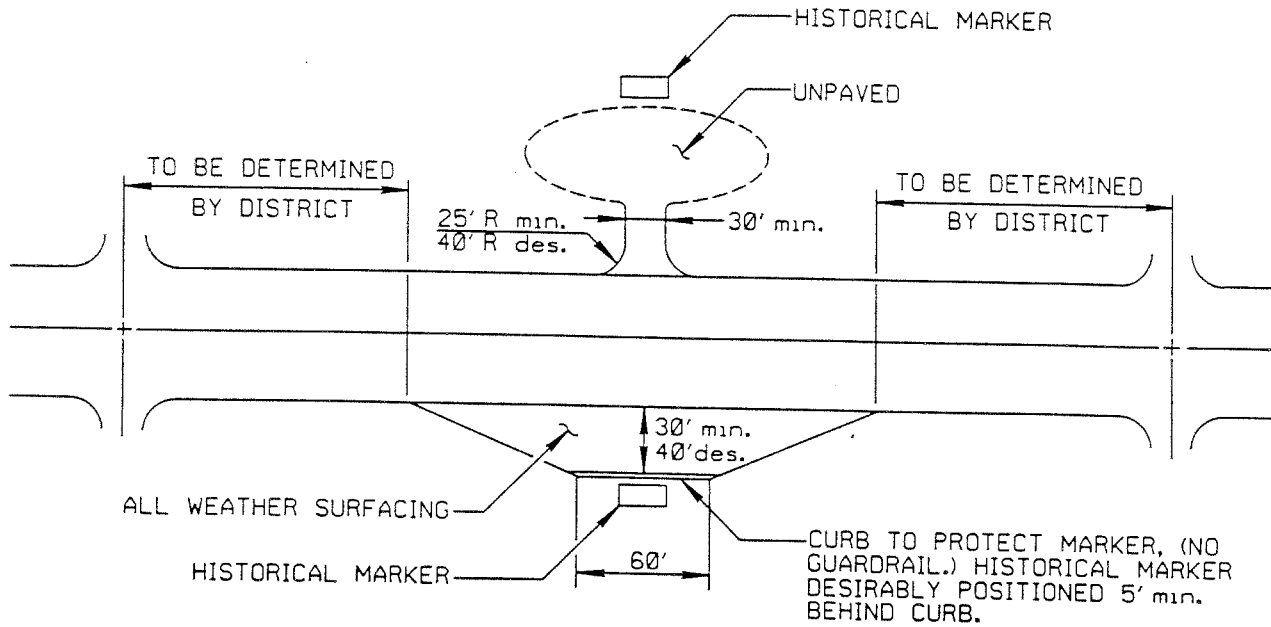 HISTORICAL MARKER
UNPAVED
TO BE DETERMINED
BY DISTRICT
TO BE DETERMINED
BY DISTRICT
25' R min.
40' R des.
30' min.
30' min.
40' des.
ALL WEATHER SURFACING
HISTORICAL MARKER
60'
CURB TO PROTECT MARKER, (NO
GUARDRAIL.) HISTORICAL MARKER
DESIRABLY POSITIONED 5' min.
BEHIND CURB.